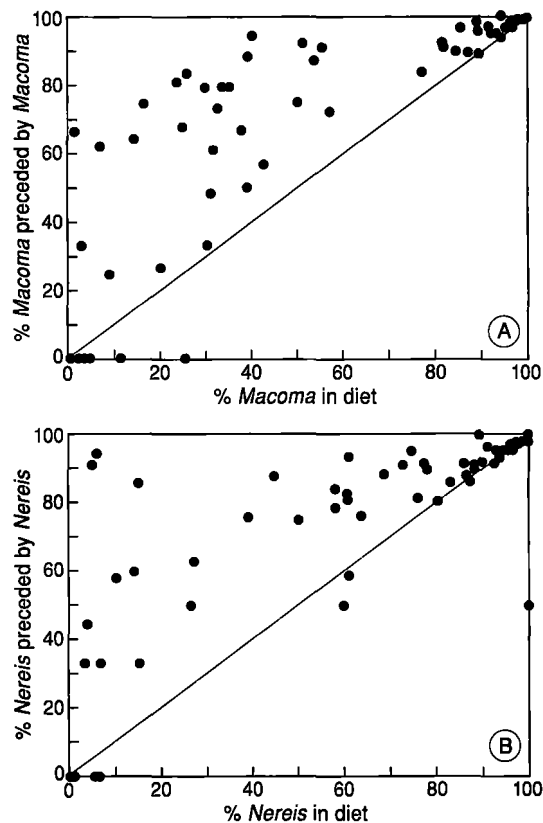 % Macoma preceded by Macoma
100
80
60
40
20
0
0 20 40 60 80 100
A
% Macoma in diet
% Nereis preceded by Nereis
100
80
60
40
20
0
0 20 40 60 80 100
B
% Nereis in diet